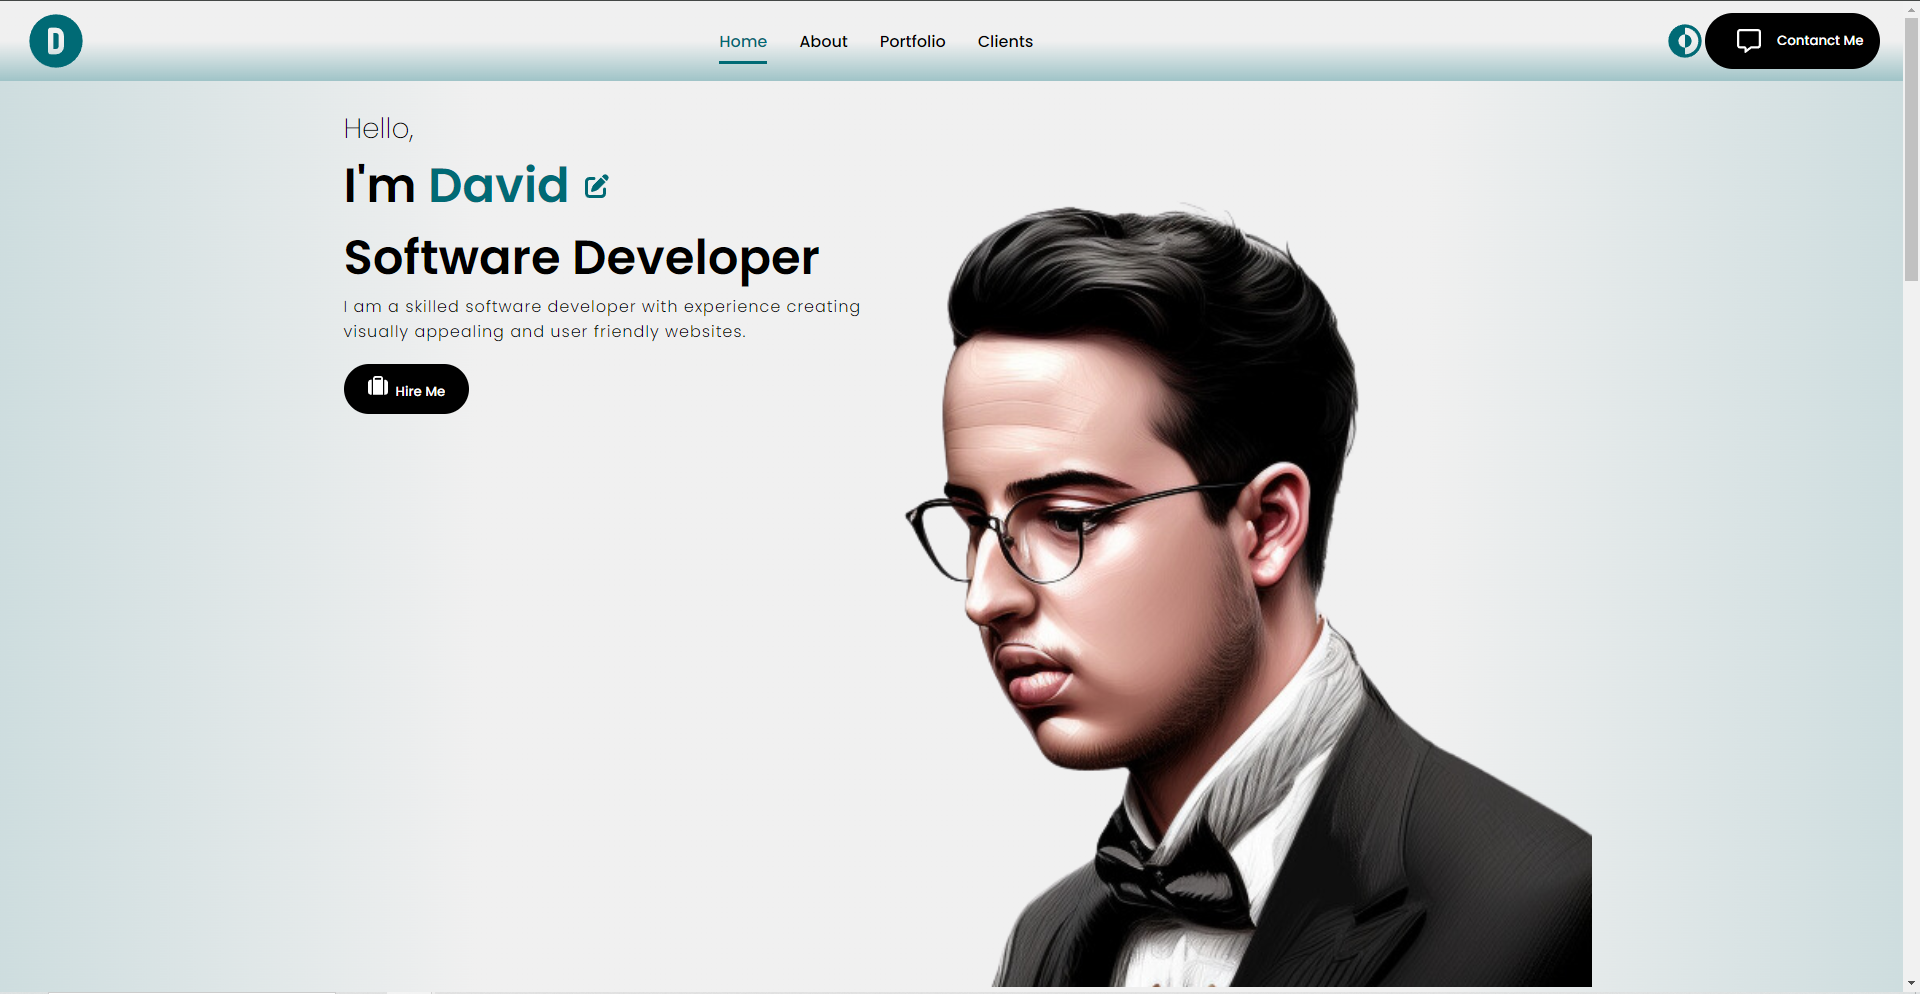 D
Home
About
Portfolio
Clients
Contanct Me
Hello,
I'm David
Software Developer
I am a skilled software developer with experience creating
visually appealing and user friendly websites.
Hire Me